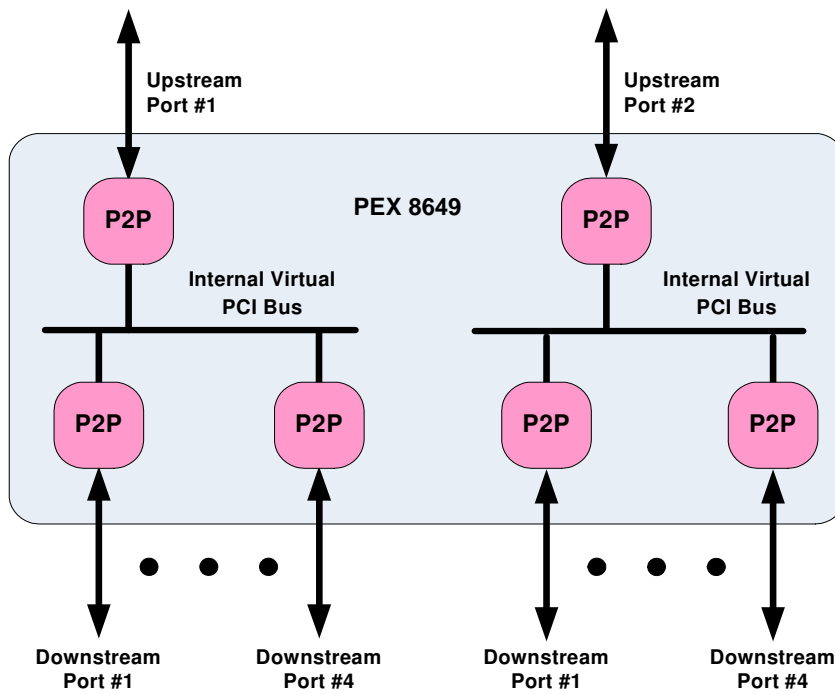 Upstream
Port #1
Upstream
Port #2
P2P
PEX 8649
P2P
Internal Virtual
PCI Bus
Internal Virtual
PCI Bus
P2P
P2P
P2P
P2P
Downstream
Port #1
Downstream
Port #4
Downstream
Port #1
Downstream
Port #4